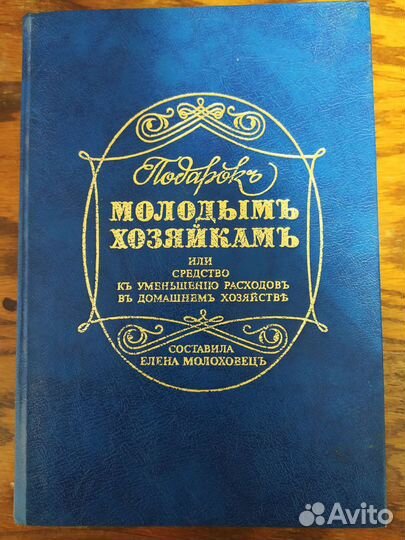 Подарокъ
МОЛОДЫМЪ
ХОЗЯЙКАМЪ
ИЛИ
СРЕДСТВО
КЪ УМЕНЬШЕНІЮ РАСХОДОВЪ
ВЪ ДОМАШНЕМЪ ХОЗЯЙСТВѢ
СОСТАВИЛА
ЕЛЕНА МОЛОХОВЕЦЪ
Avito